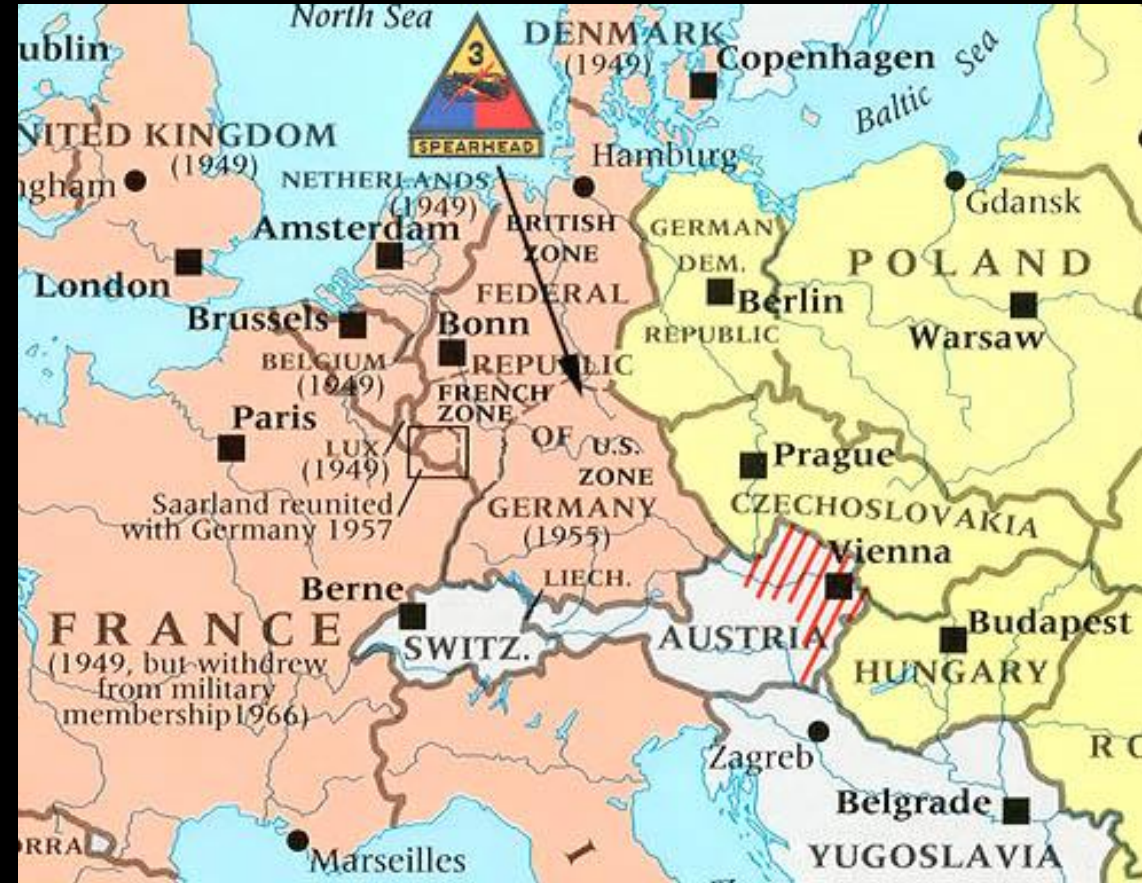 North Sea
DENMARK
(1949)
Copenhagen
Baltic Sea
ublin
3
SPEARHEAD
NITED KINGDOM
(1949)
ngham
NETHERLANDS
(1949)
Hamburg
Gdansk
Amsterdam
BRITISH
ZONE
GERMAN
DEM.
REPUBLIC
Berlin
POLAND
Warsaw
London
FEDERAL
REPUBLIC
OF
GERMANY
(1955)
Brussels
Bonn
BELGIUM
(1949)
FRENCH
ZONE
Paris
LUX
(1949)
U.S.
ZONE
Prague
Saarland reunited
with Germany 1957
CZECHOSLOVAKIA
Vienna
LIECH.
Berne
SWITZ.
AUSTRIA
Budapest
HUNGARY
FRANCE
(1949, but withdrew
from military
membership 1966)
Zagreb
R O
Belgrade
YUGOSLAVIA
ORRA
Marseilles
I